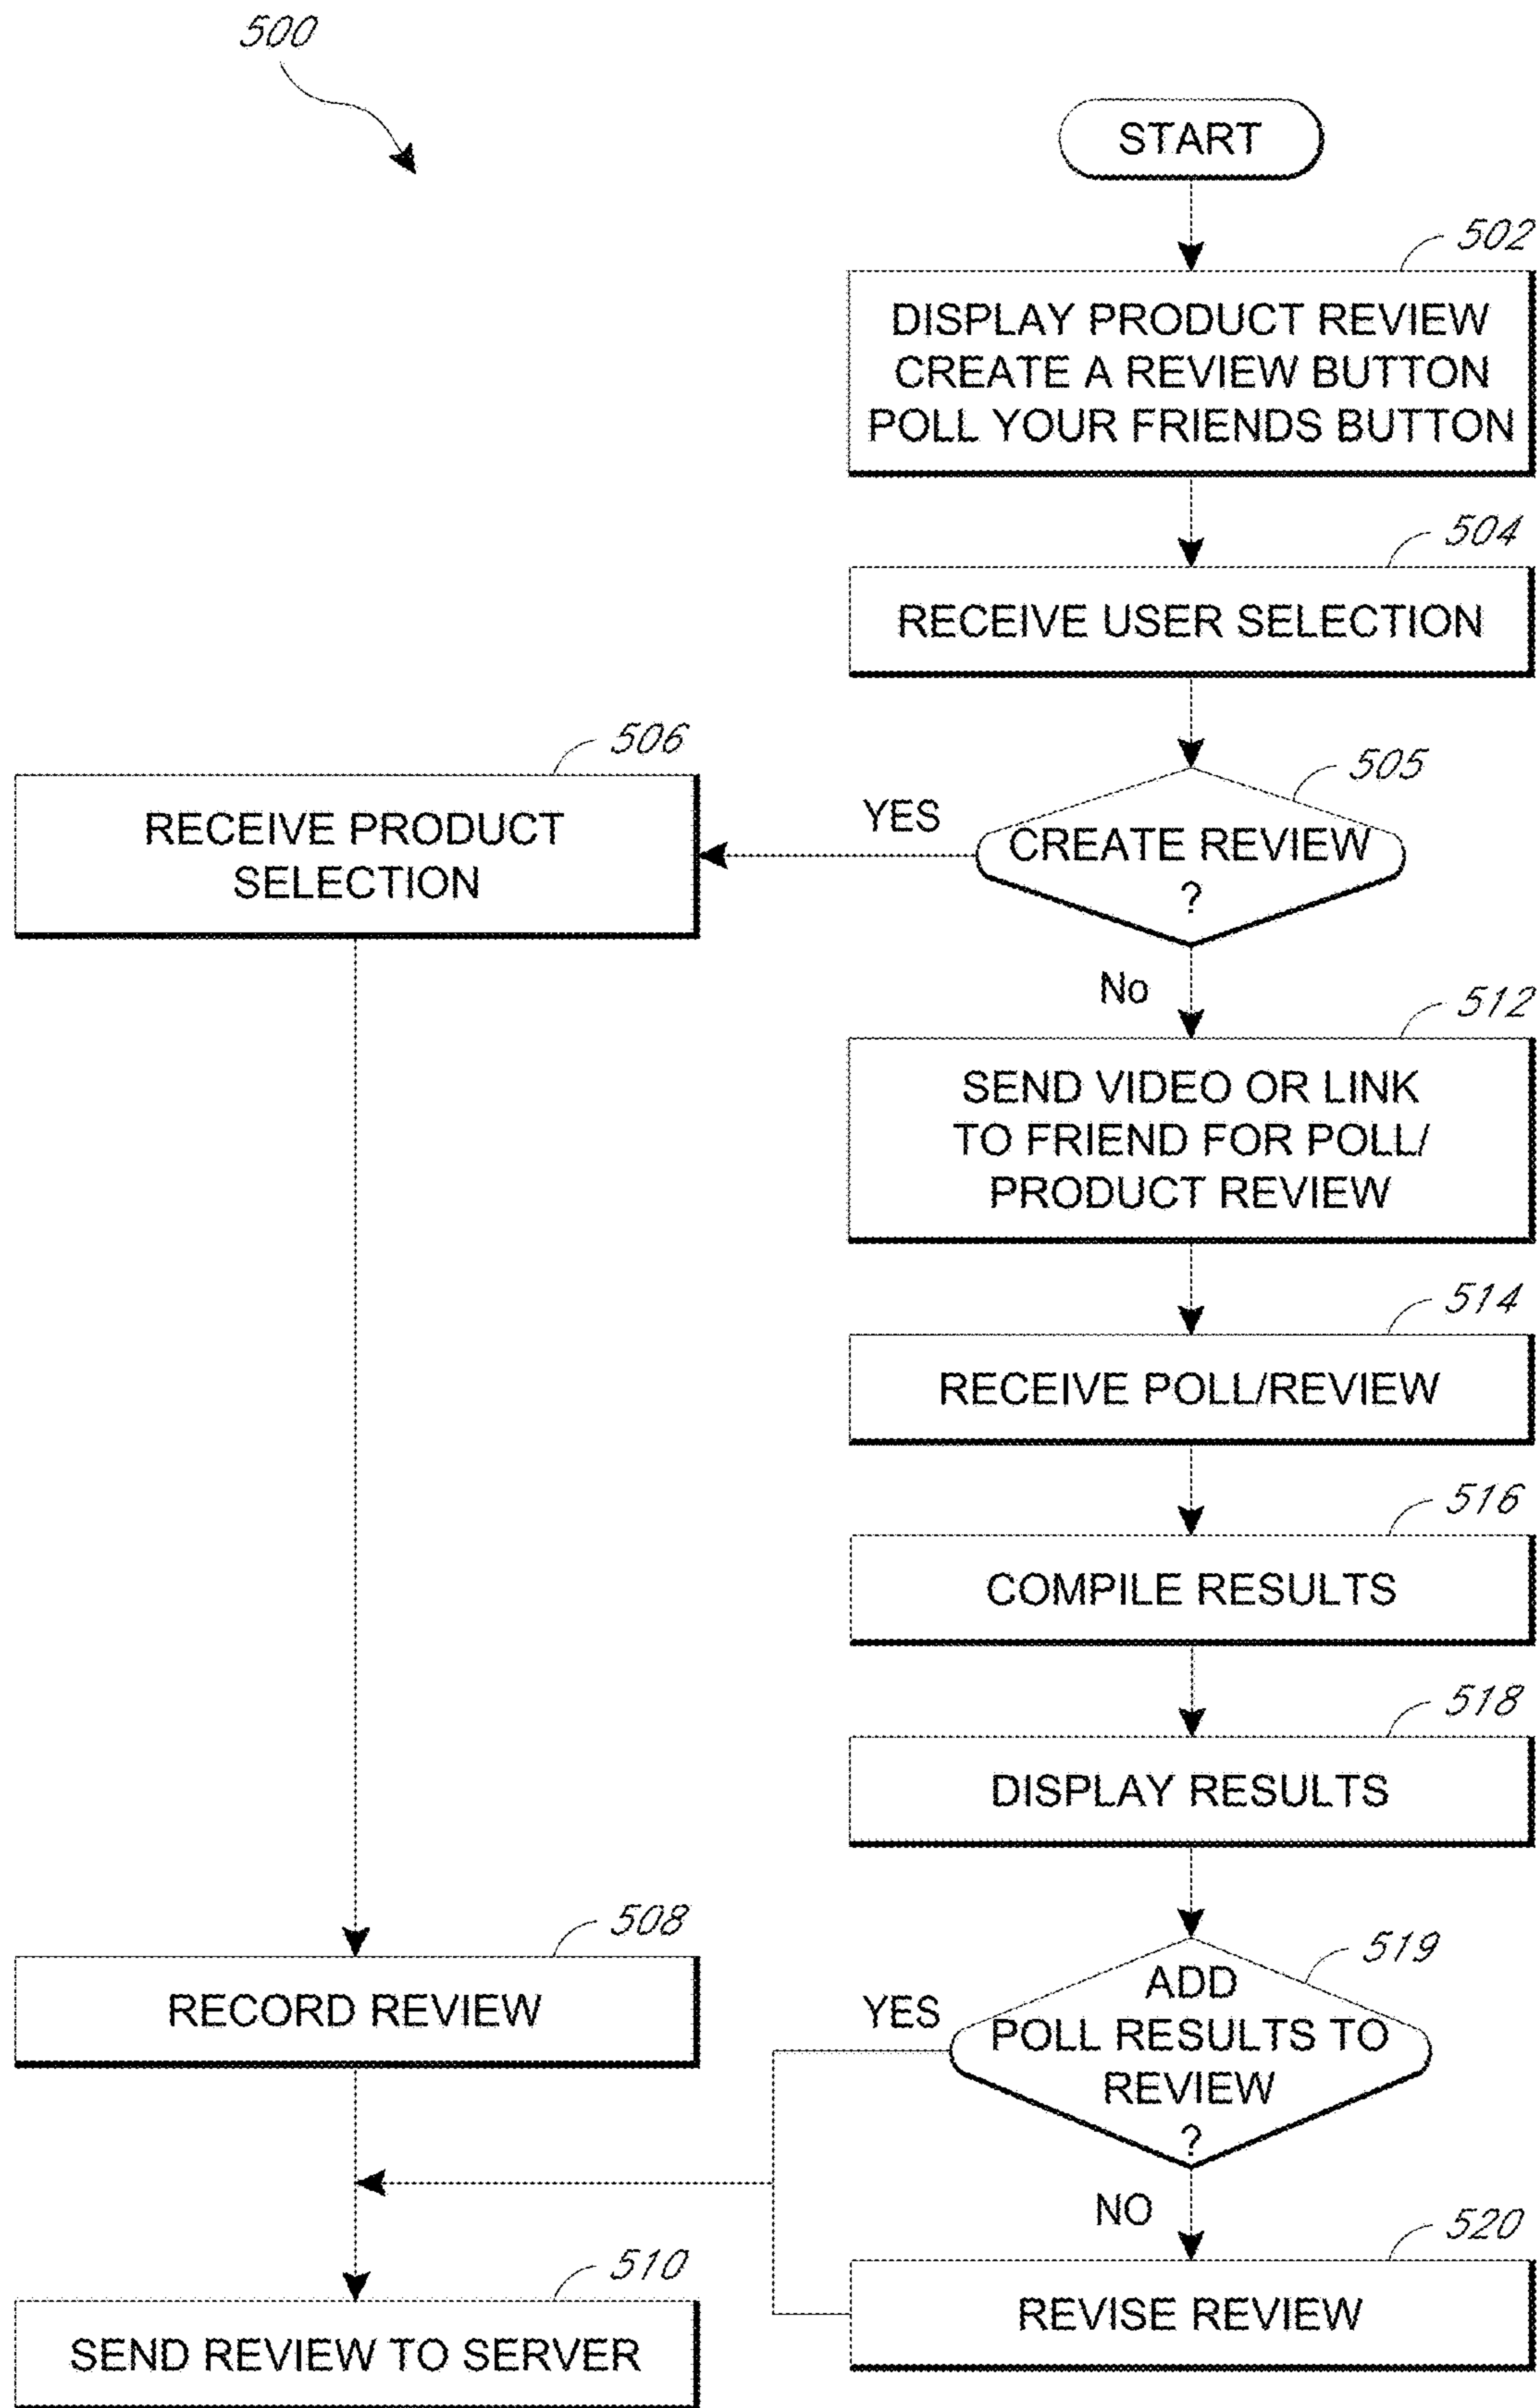 500
START
502
DISPLAY PRODUCT REVIEW
CREATE A REVIEW BUTTON
POLL YOUR FRIENDS BUTTON
504
RECEIVE USER SELECTION
505
CREATE REVIEW
?
YES
506
RECEIVE PRODUCT
SELECTION
No
512
SEND VIDEO OR LINK
TO FRIEND FOR POLL/
PRODUCT REVIEW
514
RECEIVE POLL/REVIEW
516
COMPILE RESULTS
518
DISPLAY RESULTS
508
RECORD REVIEW
519
ADD
POLL RESULTS TO
REVIEW
?
YES
NO
520
REVISE REVIEW
510
SEND REVIEW TO SERVER